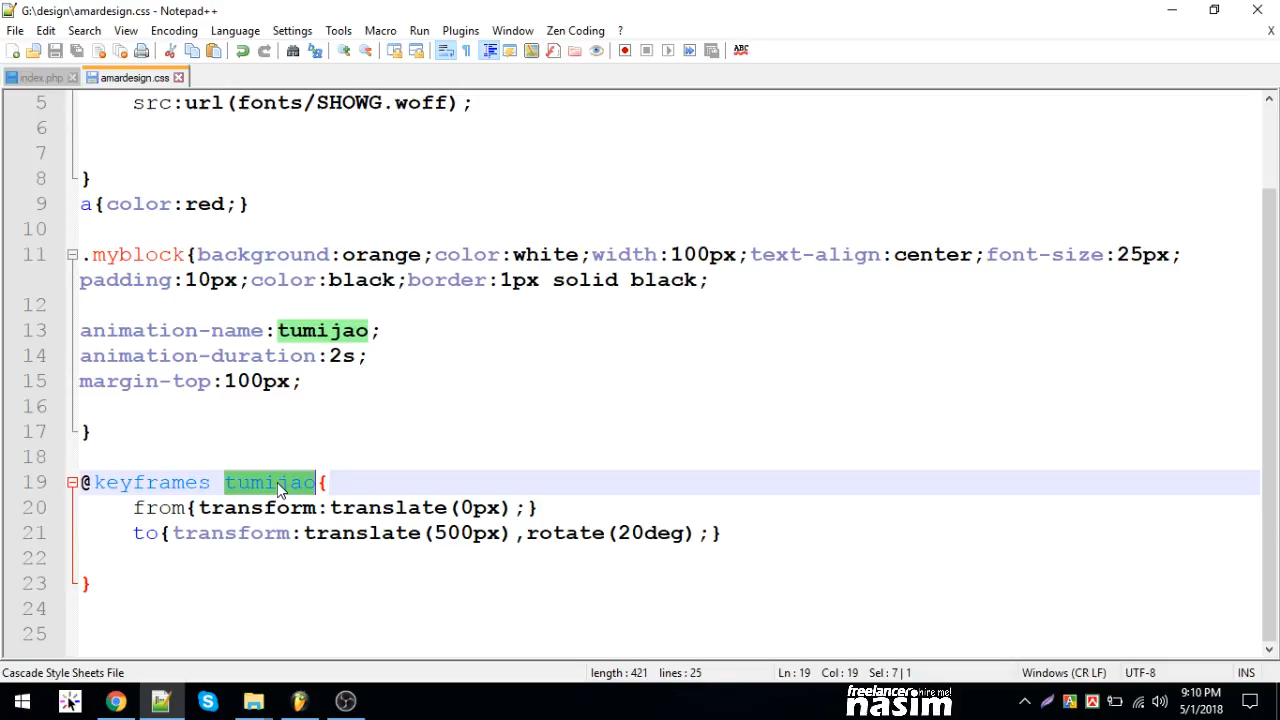 G:\design\amardesign.css - Notepad++
File Edit Search View Encoding Language Settings Tools Macro Run Plugins Window Zen Coding ? X
ABC
index.php amardesign.css
5 src:url(fonts/SHOWG.woff);
6
7
8 }
9 a{color:red;}
10
11 .myblock{background:orange;color:white;width:100px;text-align:center;font-size:25px;
padding:10px;color:black;border:1px solid black;
12
13 animation-name:tumijao;
14 animation-duration:2s;
15 margin-top:100px;
16
17 }
18
19 @keyframes tumijao{
20 from{transform:translate(0px);}
21 to{transform:translate(500px),rotate(20deg);}
22
23 }
24
25
Cascade Style Sheets File length : 421 lines : 25 Ln : 19 Col : 19 Sel : 7 | 1 Windows (CR LF) UTF-8 INS
freelancer hire me!
nasim
9:10 PM
5/1/2018